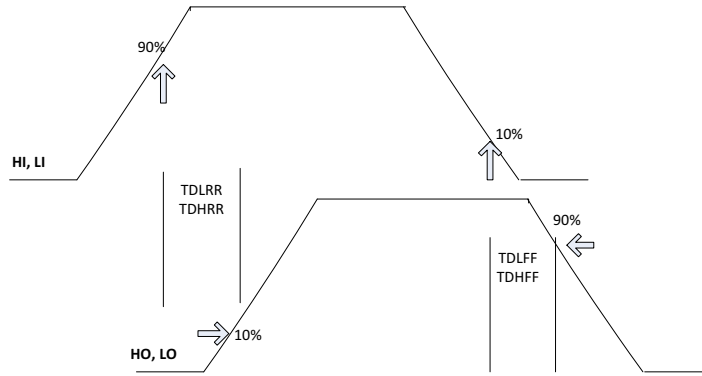 90%
10%
HI, LI
TDLRR
TDHRR
90%
TDLFF
TDHFF
10%
HO, LO